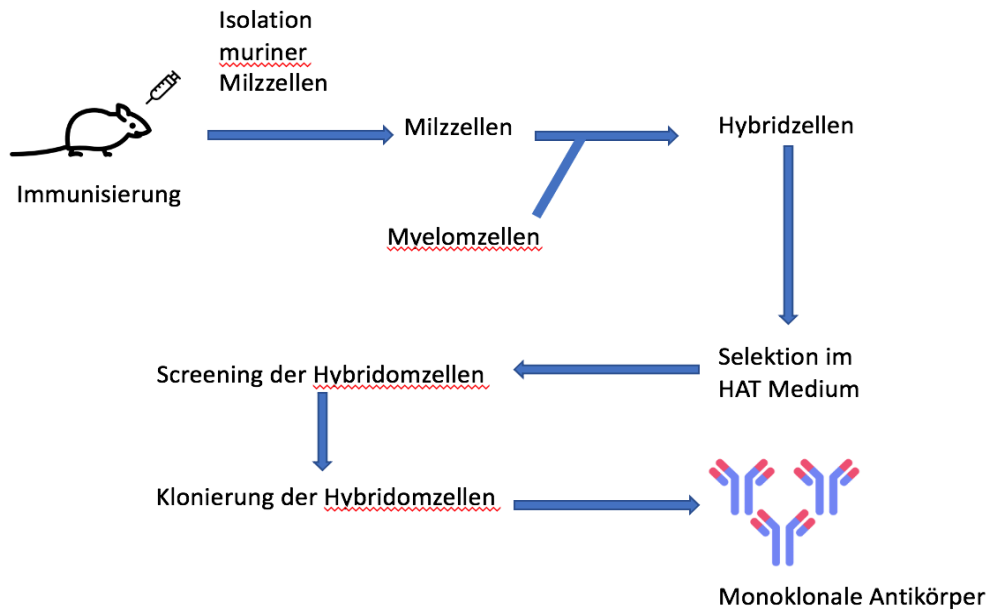 Isolation
muriner
Milzzellen
Immunisierung
Milzzellen
Hybridzellen
Myelomzellen
Selektion im
HAT Medium
Screening der Hybridomzellen
Klonierung der Hybridomzellen
Monoklonale Antikörper